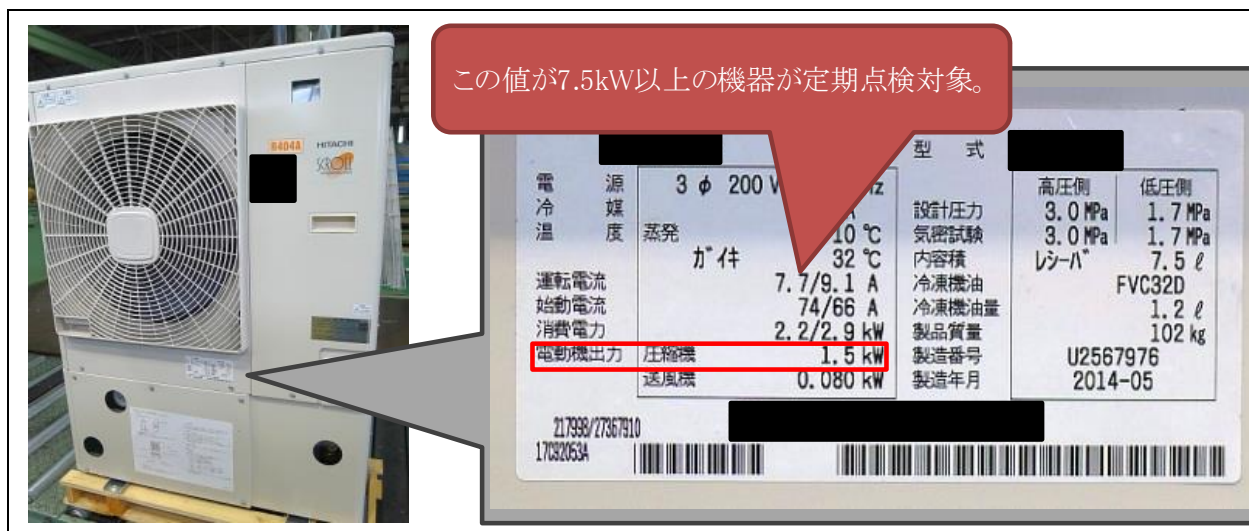 この値が7.5kW以上の機器が定期点検対象。
R404A
HITACHI
Scroll
型 式
電 源 3 φ 200 V Hz
冷 媒 A
温 度 蒸発 10 ℃
ガイキ 32 ℃
運転電流 7.7/9.1 A
始動電流 74/66 A
消費電力 2.2/2.9 kW
電動機出力 圧縮機 1.5 kW
送風機 0.080 kW
高圧側 低圧側
設計圧力 3.0 MPa 1.7 MPa
気密試験 3.0 MPa 1.7 MPa
内容積 レシーバ 7.5 ℓ
冷凍機油 FVC32D
冷凍機油量 1.2 ℓ
製品質量 102 kg
製造番号 U2567976
製造年月 2014-05
217998/27367910
17C92053A